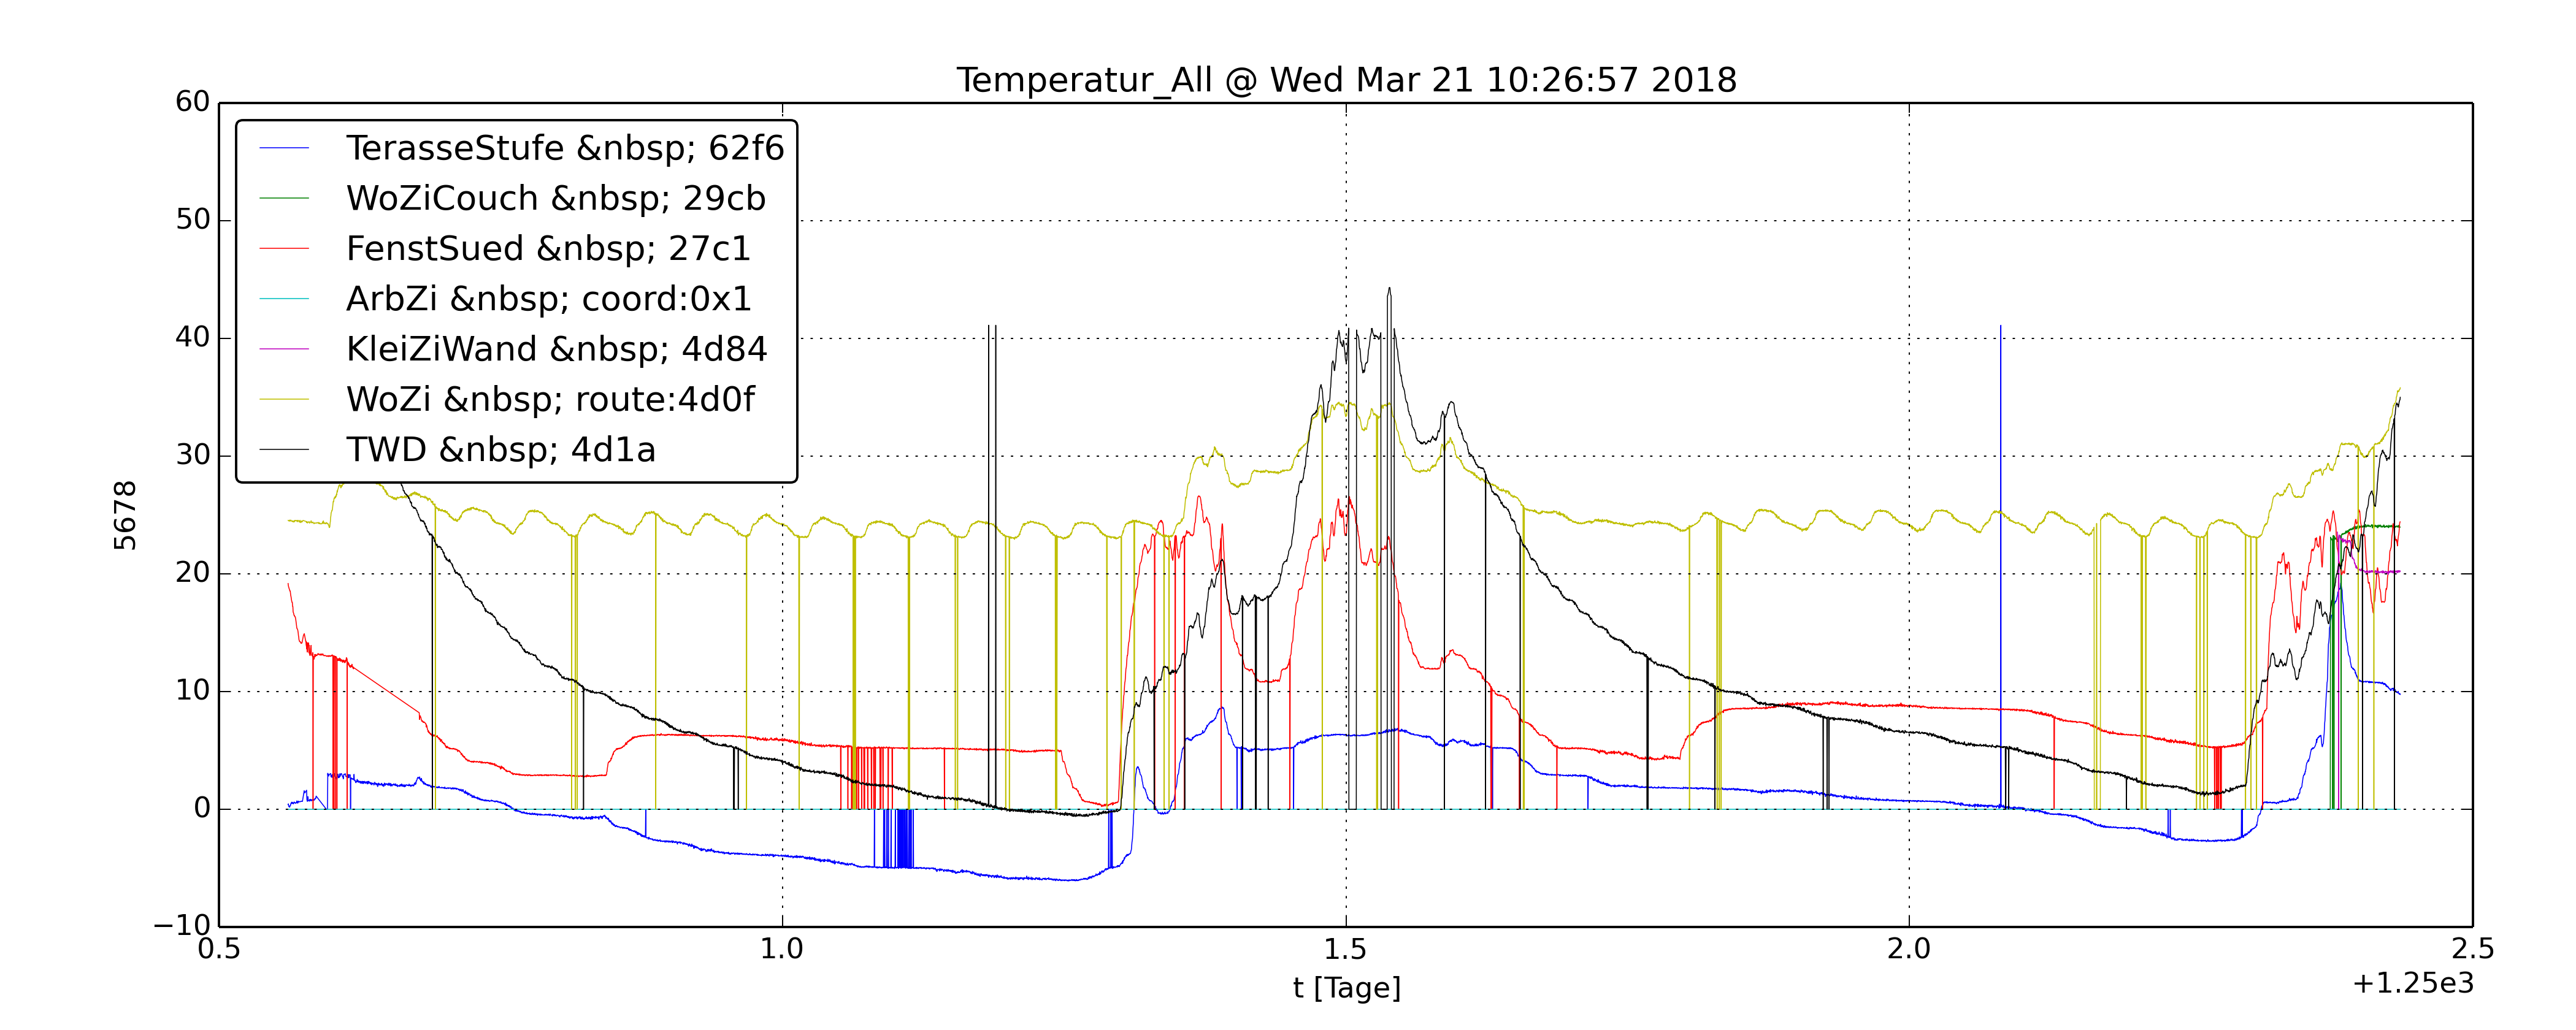 Temperatur_All @ Wed Mar 21 10:26:57 2018
60
50
40
30
20
10
0
−10
5678
TerasseStufe &nbsp; 62f6
WoZiCouch &nbsp; 29cb
FenstSued &nbsp; 27c1
ArbZi &nbsp; coord:0x1
KleiZiWand &nbsp; 4d84
WoZi &nbsp; route:4d0f
TWD &nbsp; 4d1a
0.5 1.0 1.5 2.0 2.5
t [Tage]
+1.25e3